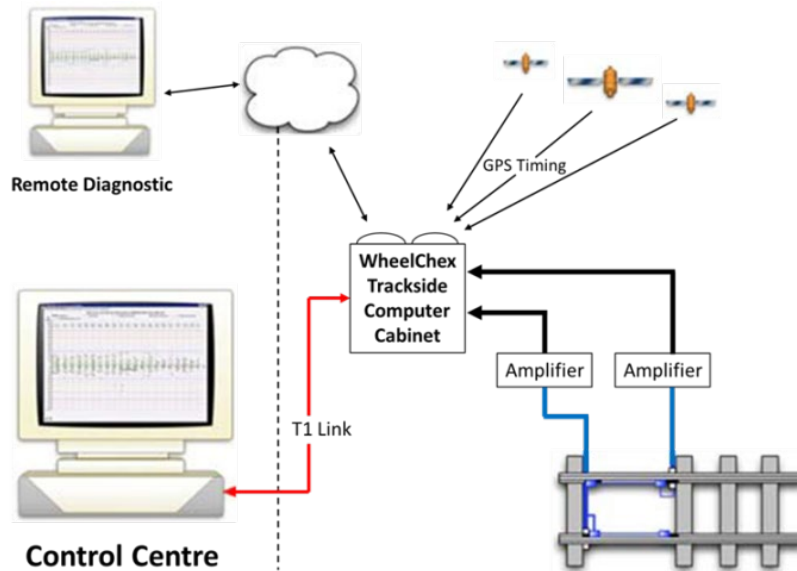 Remote Diagnostic
GPS Timing
WheelChex
Trackside
Computer
Cabinet
Amplifier
Amplifier
T1 Link
Control Centre